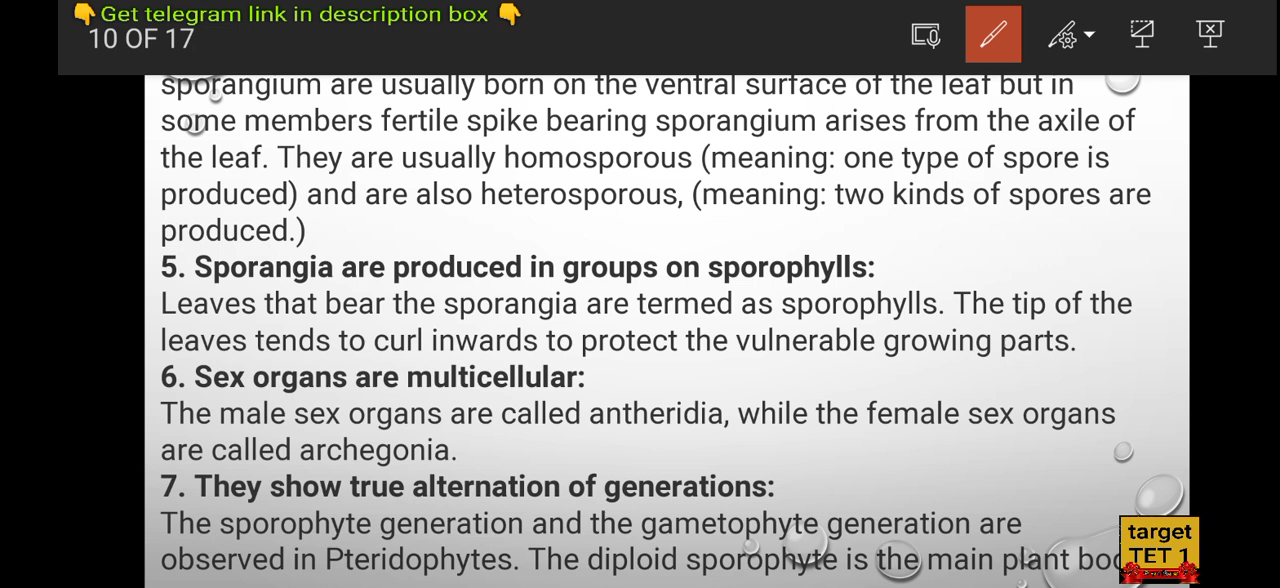 👇Get telegram link in description box 👇
10 OF 17
sporangium are usually born on the ventral surface of the leaf but in
some members fertile spike bearing sporangium arises from the axile of
the leaf. They are usually homosporous (meaning: one type of spore is
produced) and are also heterosporous, (meaning: two kinds of spores are
produced.)
5. Sporangia are produced in groups on sporophylls:
Leaves that bear the sporangia are termed as sporophylls. The tip of the
leaves tends to curl inwards to protect the vulnerable growing parts.
6. Sex organs are multicellular:
The male sex organs are called antheridia, while the female sex organs
are called archegonia.
7. They show true alternation of generations:
The sporophyte generation and the gametophyte generation are
observed in Pteridophytes. The diploid sporophyte is the main plant
target
TET 1